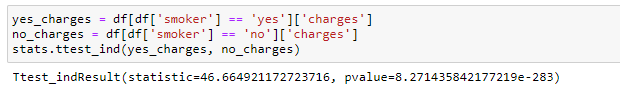 yes_charges = df[df['smoker'] == 'yes']['charges']
no_charges = df[df['smoker'] == 'no']['charges']
stats.ttest_ind(yes_charges, no_charges)
Ttest_indResult(statistic=46.664921172723716, pvalue=8.271435842177219e-283)